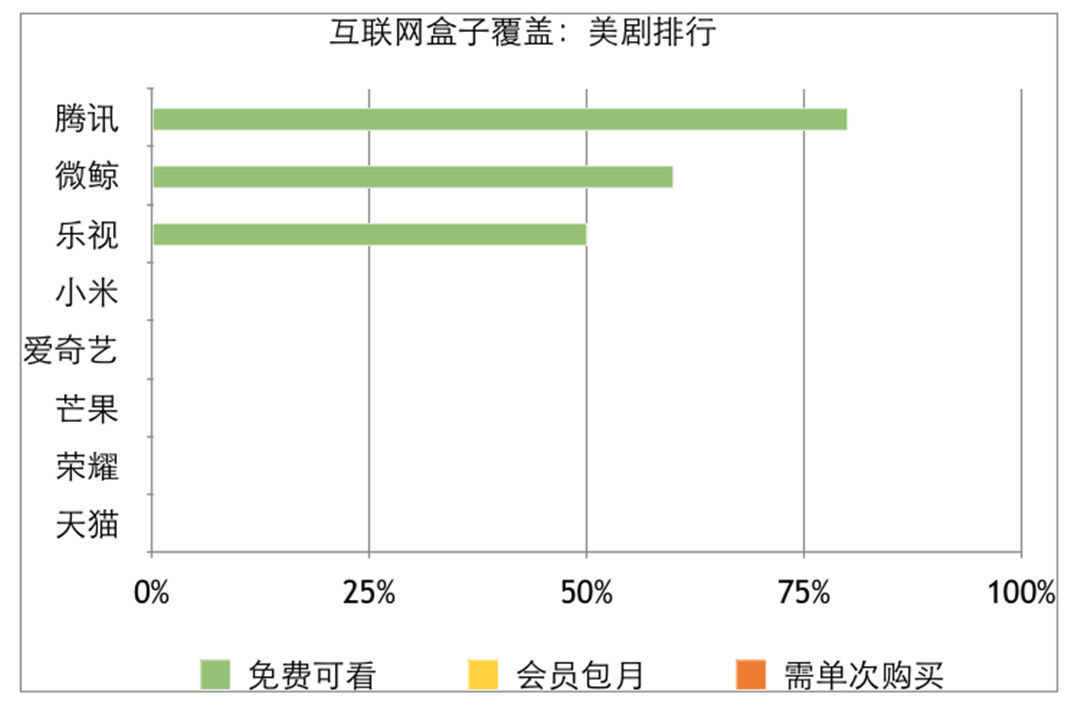 互联网盒子覆盖：美剧排行
腾讯
微鲸
乐视
小米
爱奇艺
芒果
荣耀
天猫
0% 25% 50% 75% 100%
免费可看 会员包月 需单次购买